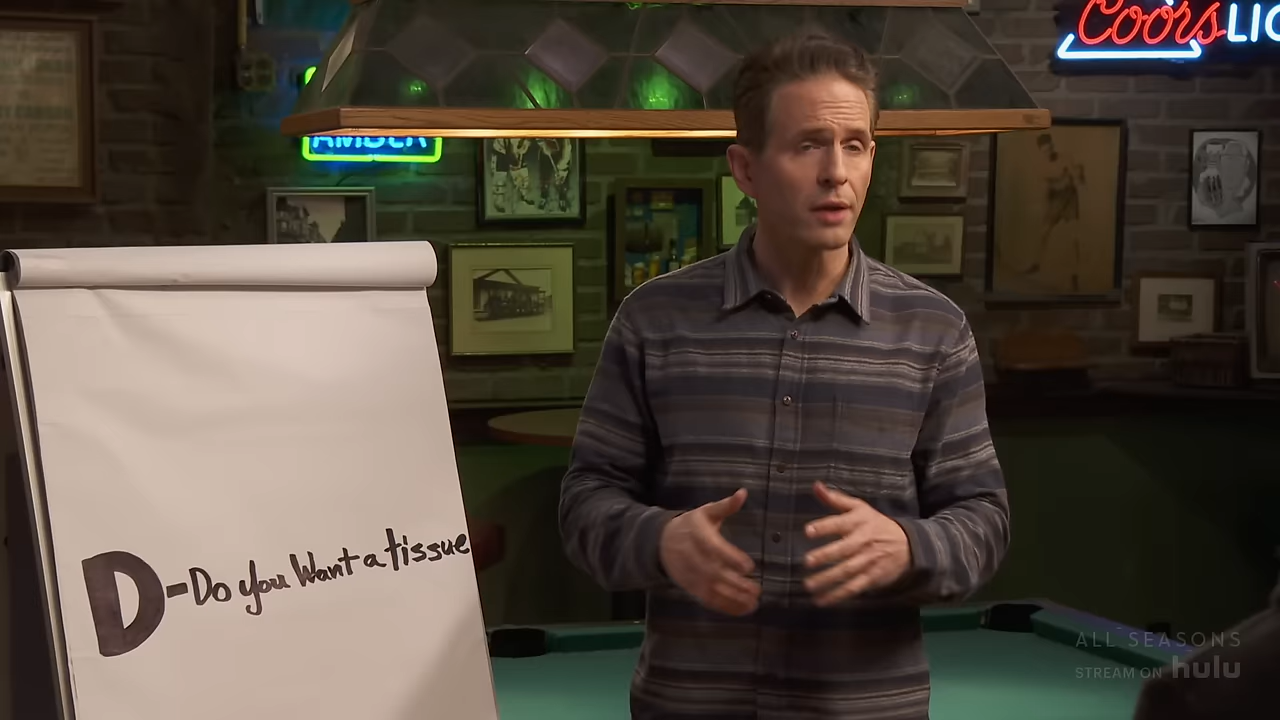 Coors LIG
AMBER
D-Do you Want a tissue
ALL SEASONS
STREAM ON hulu